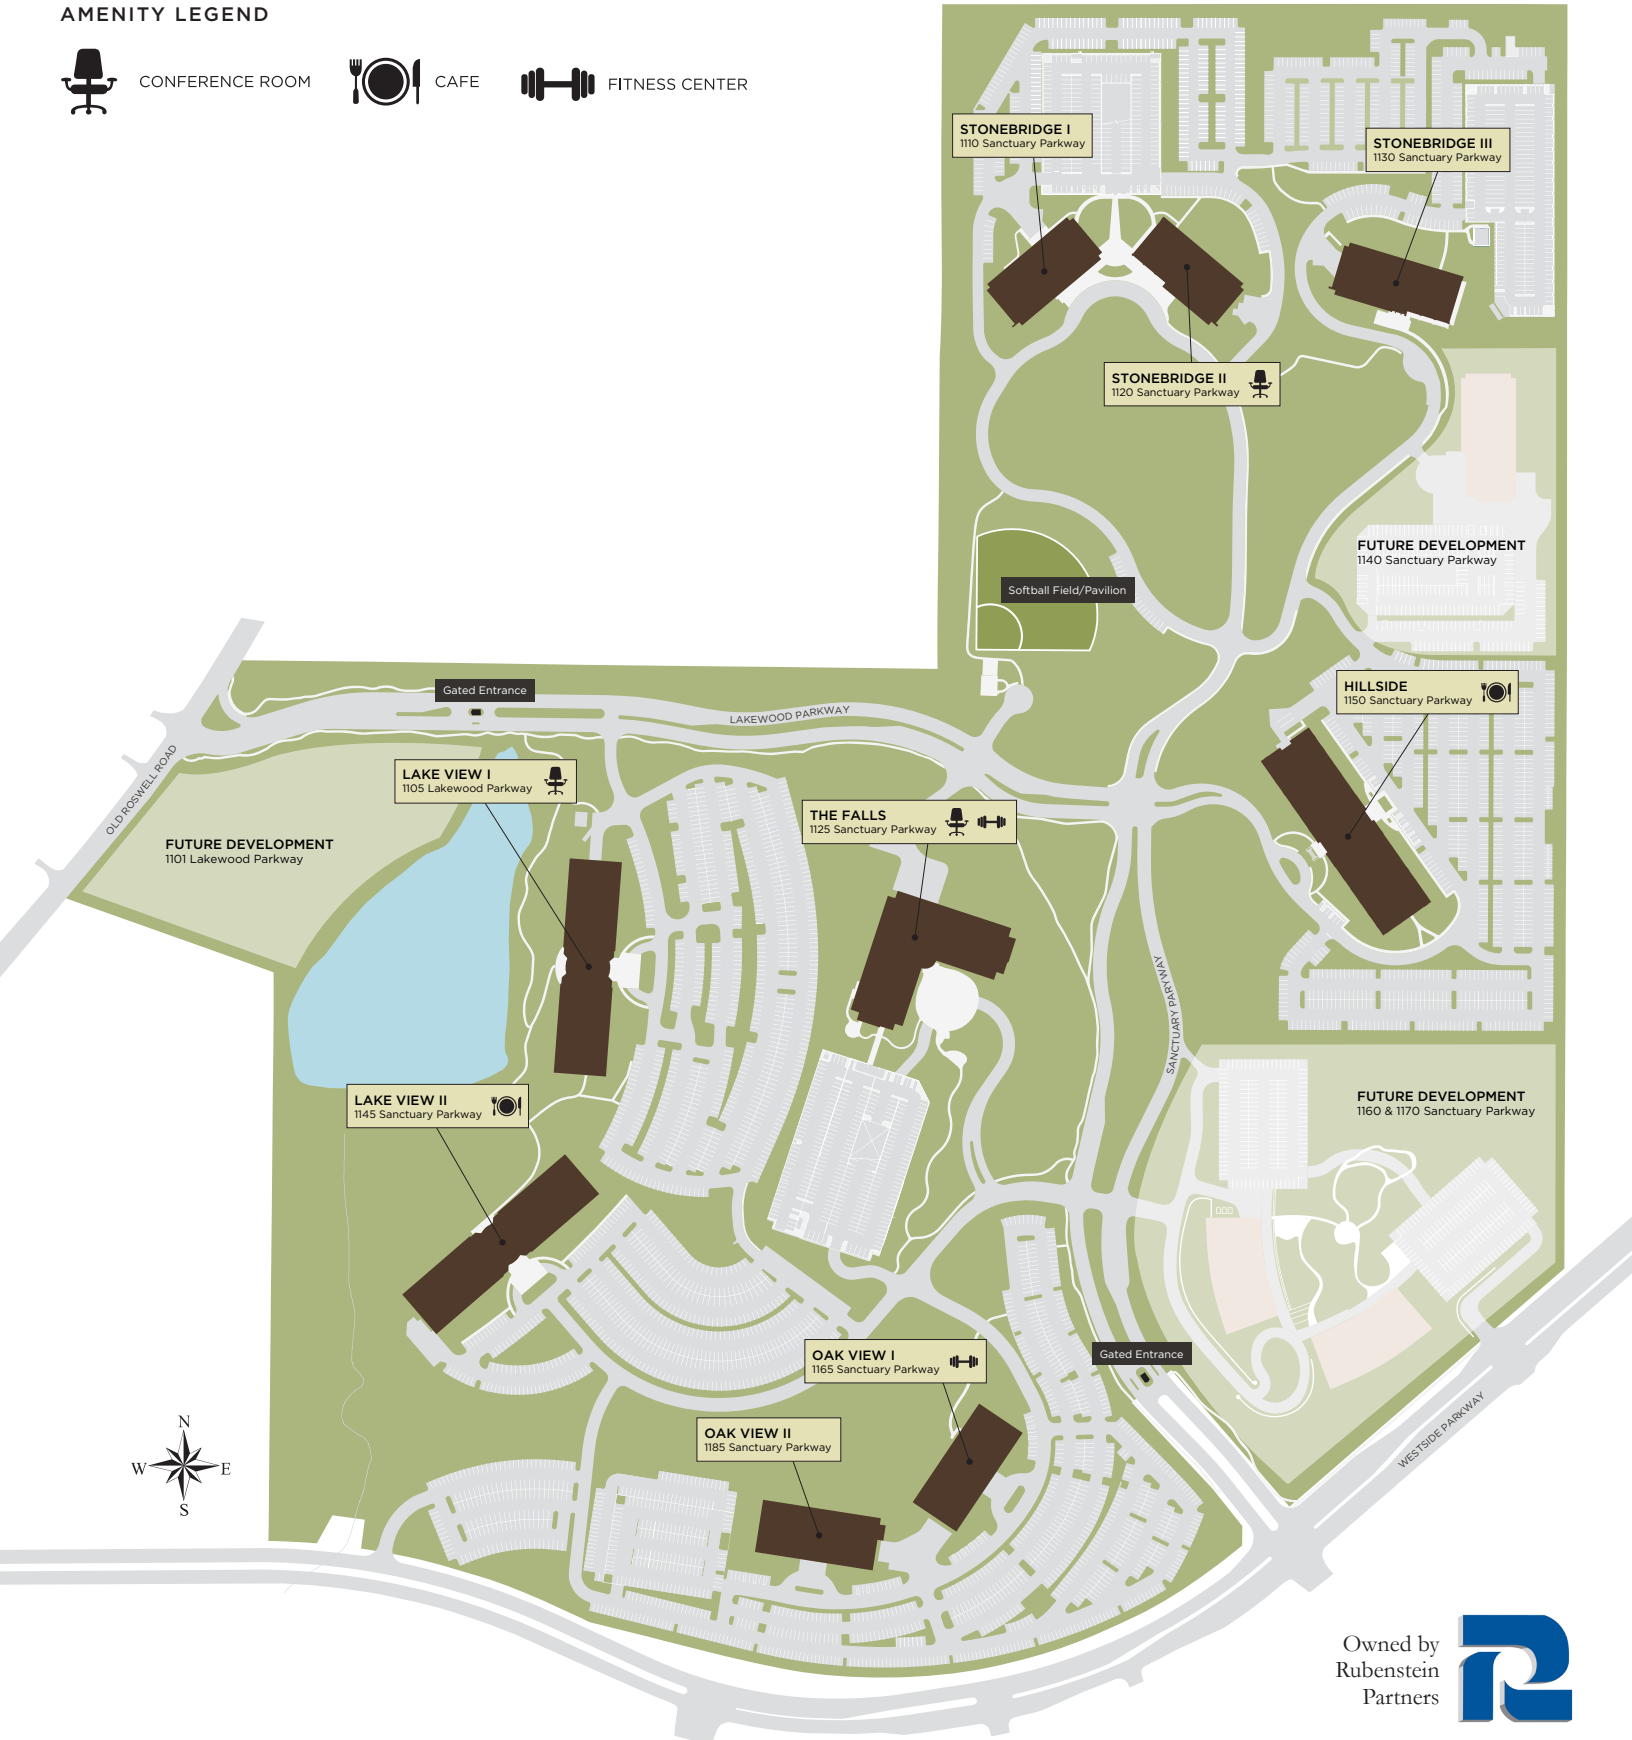 AMENITY LEGEND
CONFERENCE ROOM
CAFE
FITNESS CENTER
STONEBRIDGE I
1110 Sanctuary Parkway
STONEBRIDGE III
1130 Sanctuary Parkway
STONEBRIDGE II
1120 Sanctuary Parkway
FUTURE DEVELOPMENT
1140 Sanctuary Parkway
Softball Field/Pavilion
HILLSIDE
1150 Sanctuary Parkway
Gated Entrance
LAKEWOOD PARKWAY
OLD ROSWELL ROAD
LAKE VIEW I
1105 Lakewood Parkway
THE FALLS
1125 Sanctuary Parkway
FUTURE DEVELOPMENT
1101 Lakewood Parkway
SANCTUARY PARYWAY
LAKE VIEW II
1145 Sanctuary Parkway
FUTURE DEVELOPMENT
1160 & 1170 Sanctuary Parkway
OAK VIEW I
1165 Sanctuary Parkway
Gated Entrance
OAK VIEW II
1185 Sanctuary Parkway
WESTSIDE PARKWAY
N
W
E
S
Owned by
Rubenstein
Partners